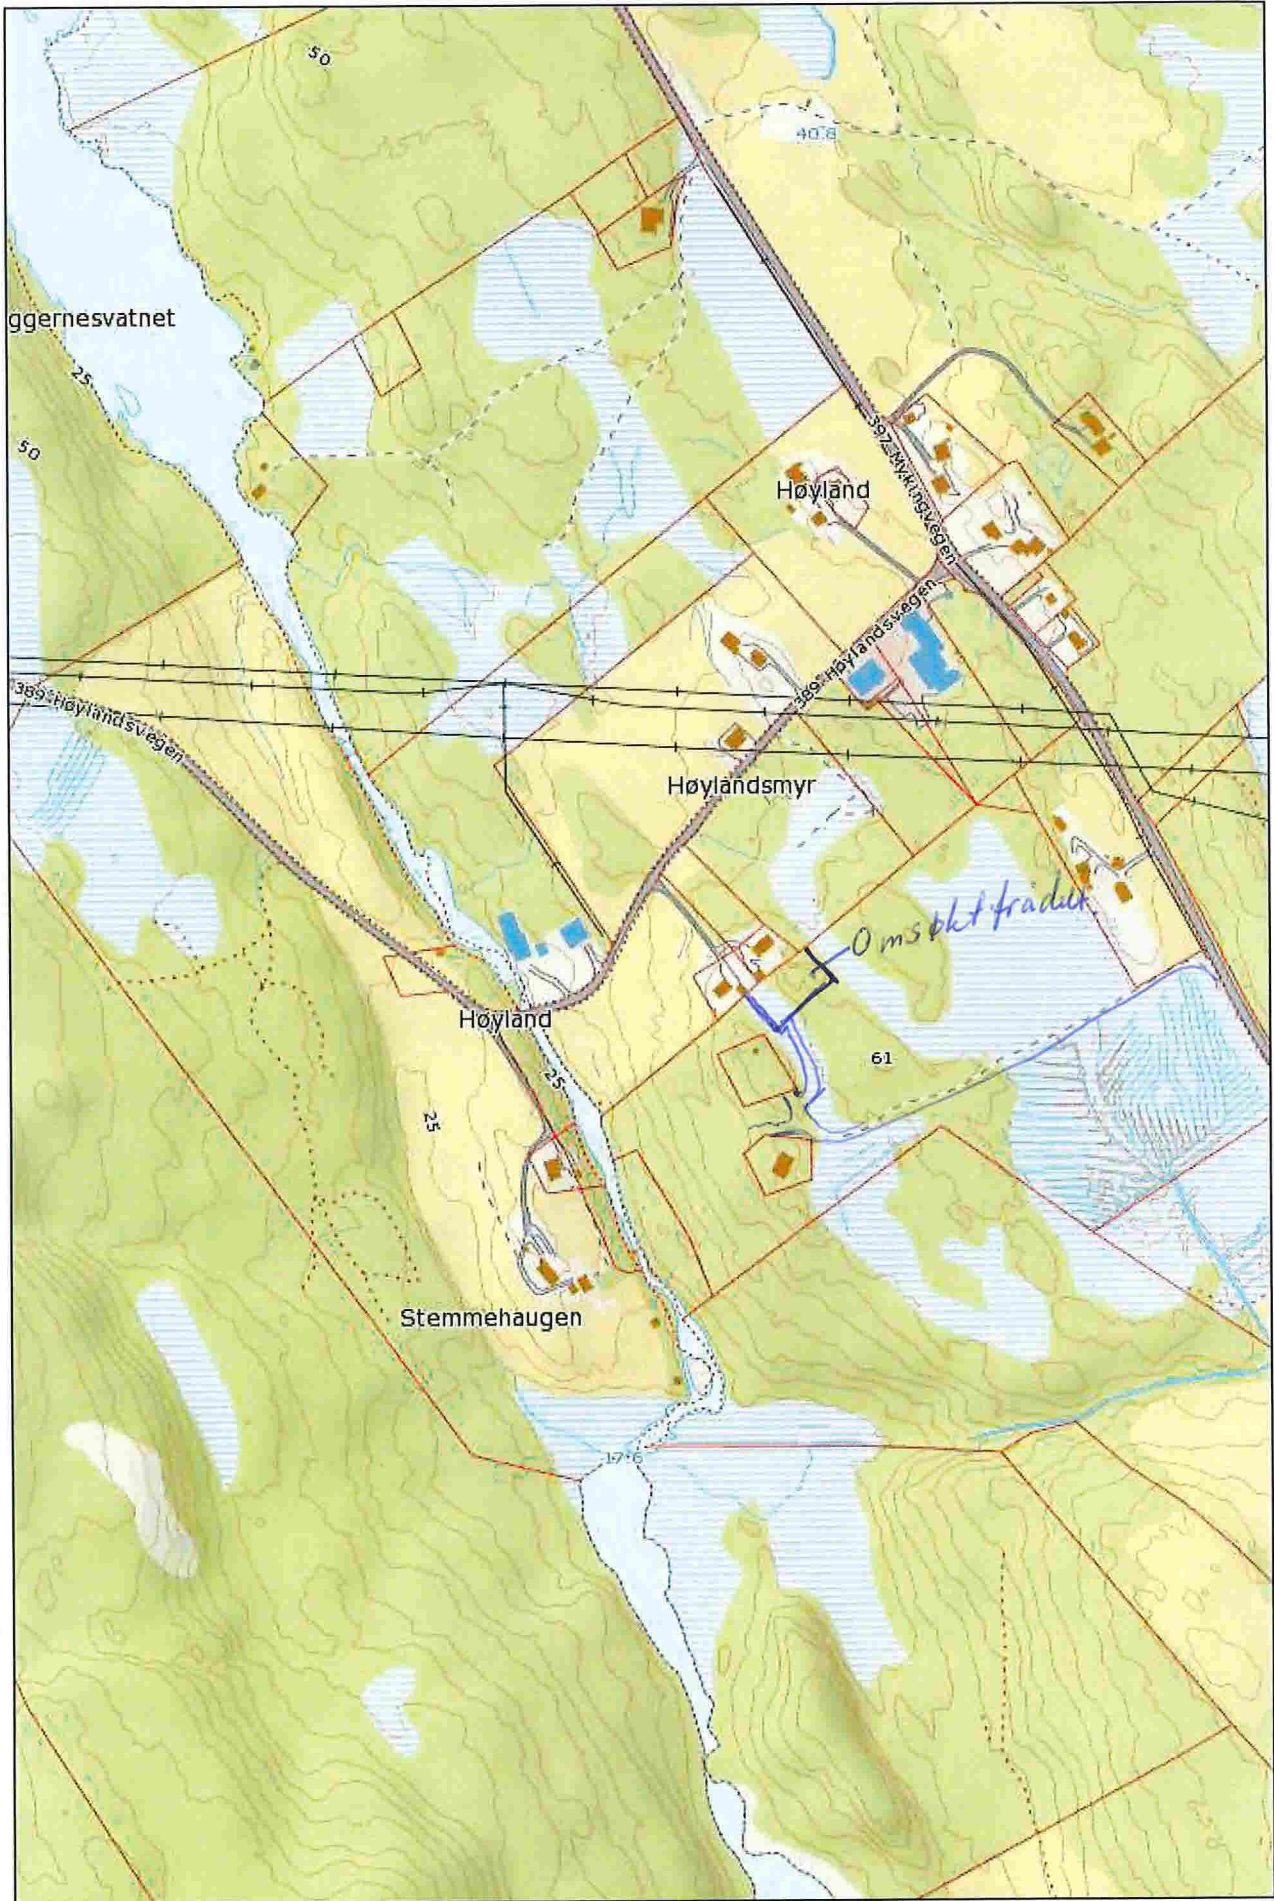 50
40.8
ggernesvatnet
25
50
397 Mykingvegen
Høyland
389 Høylandsvegen
389 Høylandsvegen
Høylandsmyr
Omsøkt frådelt
Høyland
61
25
25
Stemmehaugen
17.6